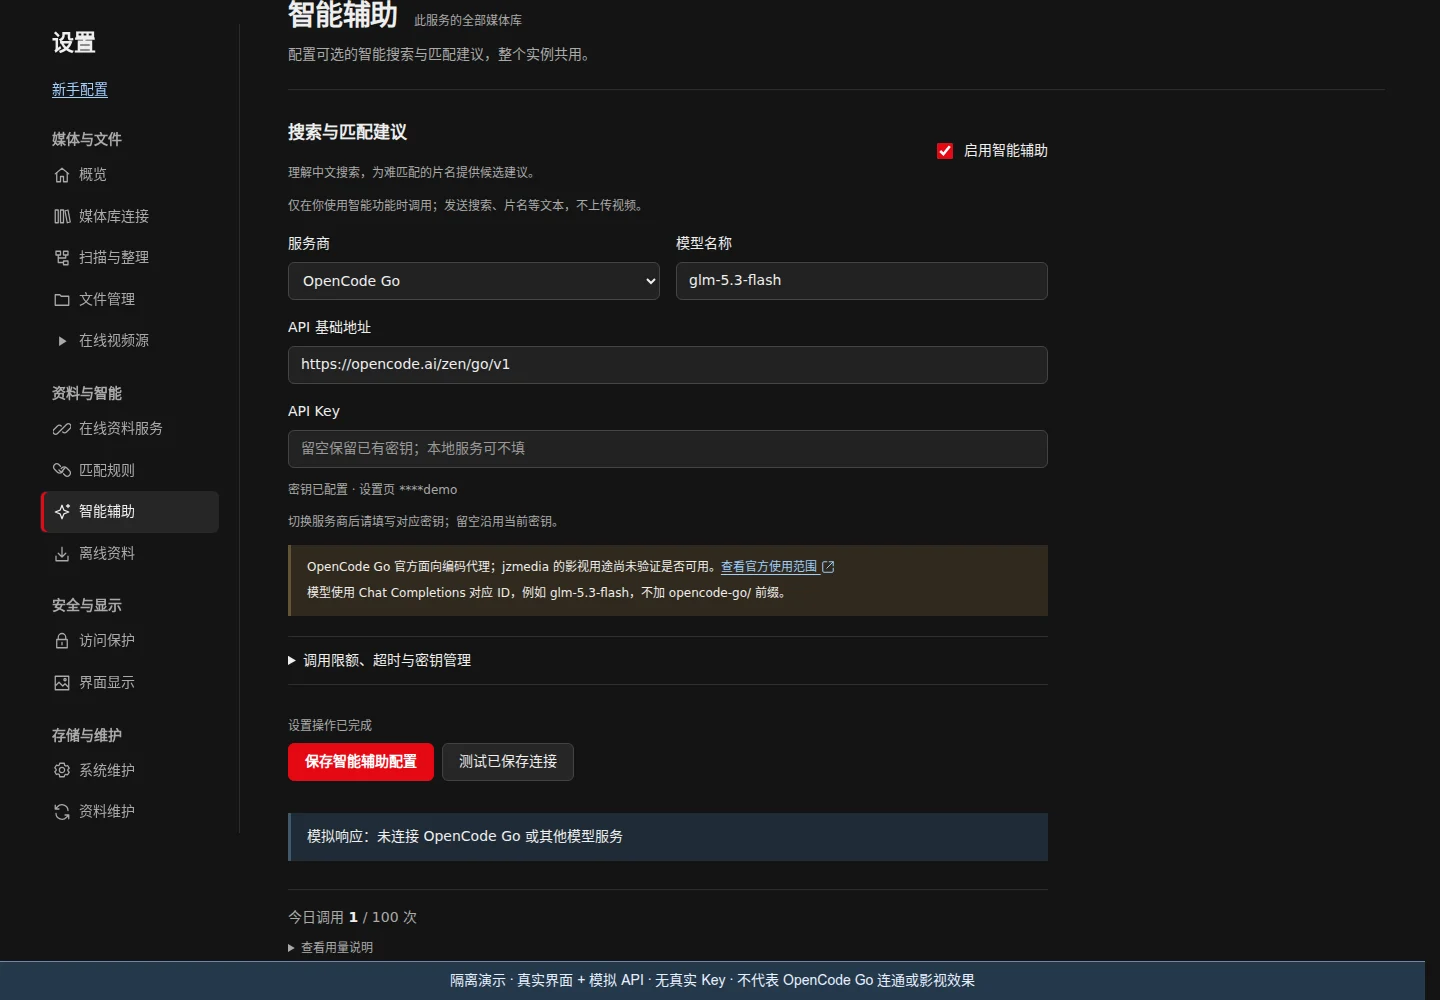 设置
新手配置
媒体与文件
概览
媒体库连接
扫描与整理
文件管理
在线视频源
资料与智能
在线资料服务
匹配规则
智能辅助
离线资料
安全与显示
访问保护
界面显示
存储与维护
系统维护
资料维护
智能辅助 此服务的全部媒体库
配置可选的智能搜索与匹配建议，整个实例共用。
搜索与匹配建议
启用智能辅助
理解中文搜索，为难匹配的片名提供候选建议。
仅在你使用智能功能时调用；发送搜索、片名等文本，不上传视频。
服务商 模型名称
OpenCode Go glm-5.3-flash
API 基础地址
https://opencode.ai/zen/go/v1
API Key
留空保留已有密钥；本地服务可不填
密钥已配置 · 设置页 ****demo
切换服务商后请填写对应密钥；留空沿用当前密钥。
OpenCode Go 官方面向编码代理；jzmedia 的影视用途尚未验证是否可用。查看官方使用范围
模型使用 Chat Completions 对应 ID，例如 glm-5.3-flash，不加 opencode-go/ 前缀。
调用限额、超时与密钥管理
设置操作已完成
保存智能辅助配置 测试已保存连接
模拟响应：未连接 OpenCode Go 或其他模型服务
今日调用 1 / 100 次
查看用量说明
隔离演示 · 真实界面 + 模拟 API · 无真实 Key · 不代表 OpenCode Go 连通或影视效果